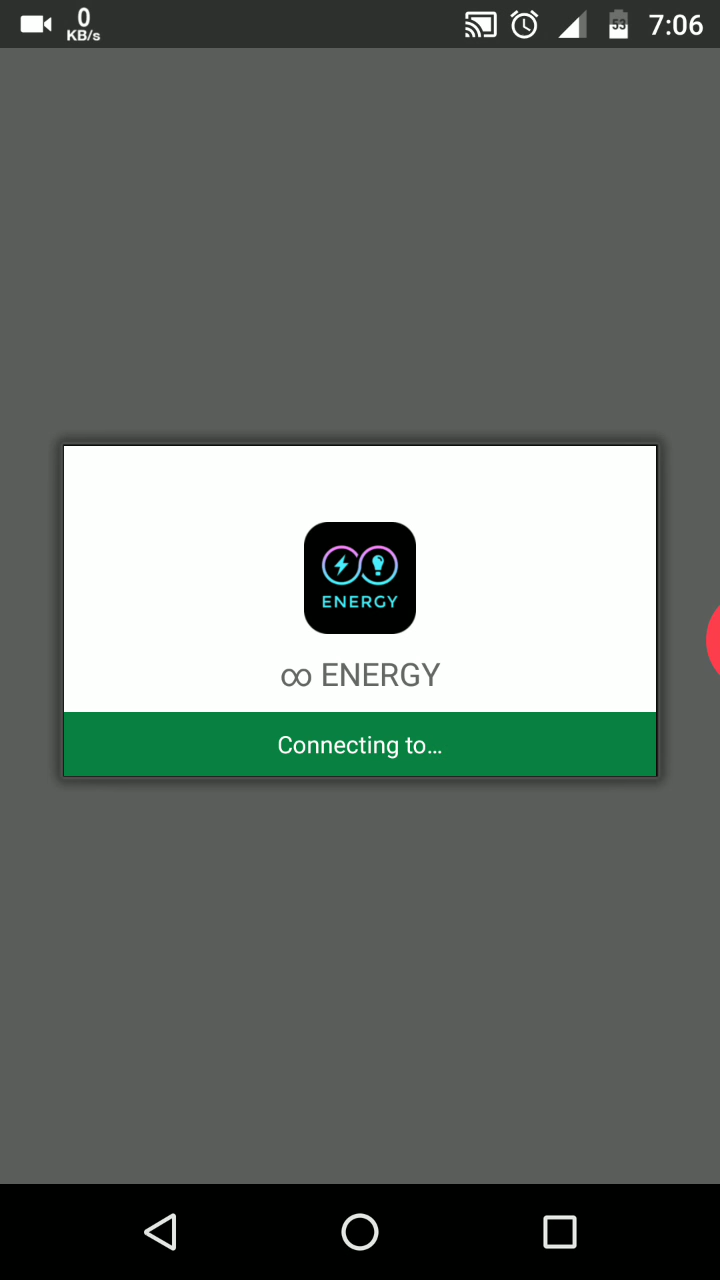 0
KB/s
53
7:06
ENERGY
∞ ENERGY
Connecting to...